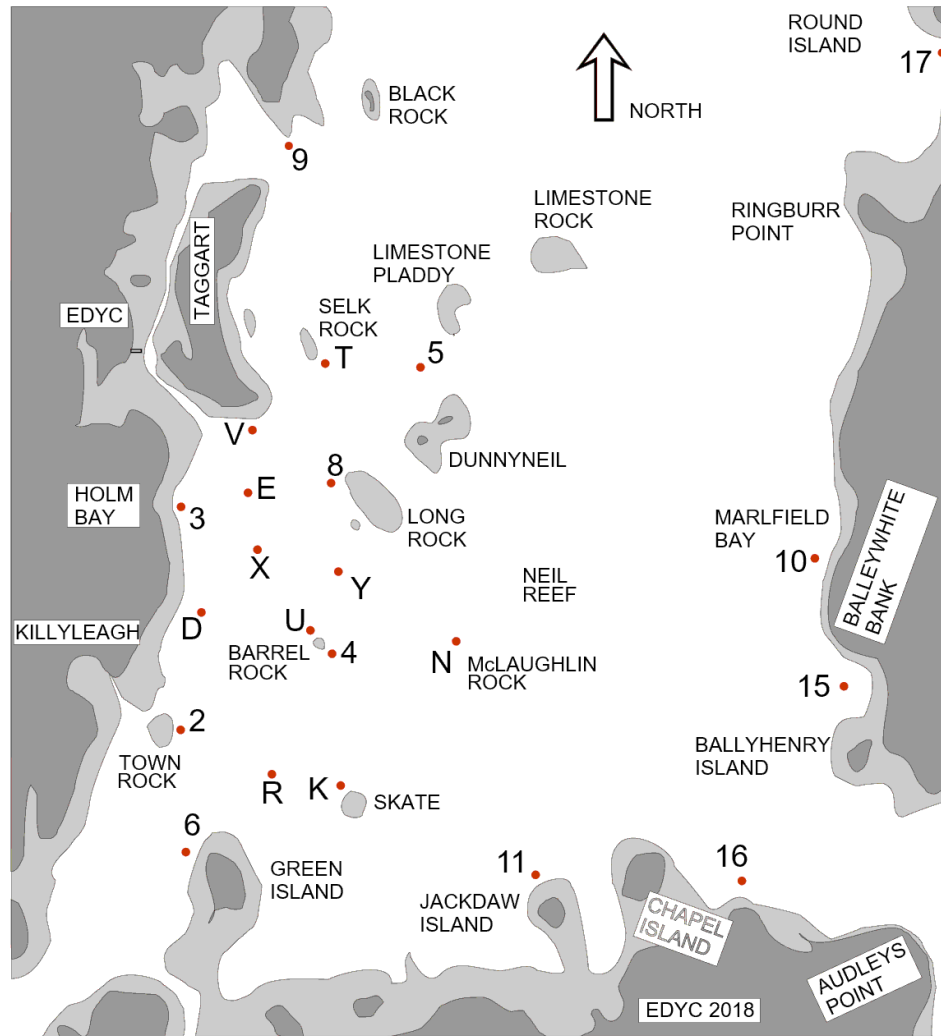 ROUND
ISLAND
17
BLACK
ROCK
NORTH
9
LIMESTONE
ROCK
RINGBURR
POINT
TAGGART
LIMESTONE
PLADDY
EDYC
SELK
ROCK
T
5
V
DUNNYNEIL
8
E
HOLM
BAY
3
LONG
ROCK
MARLFIELD
BAY
10
BALLEYWHITE
BANK
X
Y
NEIL
REEF
KILLYLEAGH
D
U
BARREL
ROCK
4
N
McLAUGHLIN
ROCK
15
2
TOWN
ROCK
BALLYHENRY
ISLAND
R
K
SKATE
6
GREEN
ISLAND
11
JACKDAW
ISLAND
16
CHAPEL
ISLAND
AUDLEYS
POINT
EDYC 2018